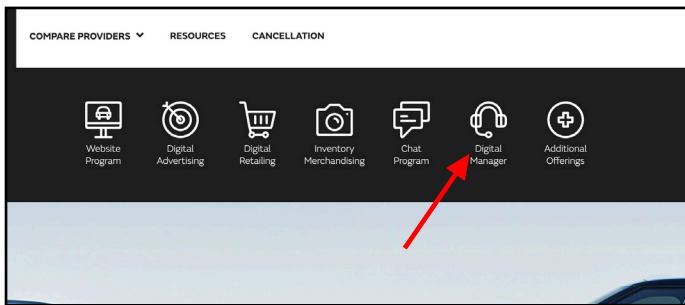 COMPARE PROVIDERS RESOURCES CANCELLATION
Website Digital Digital Inventory Chat Digital Additional
Program Advertising Retailing Merchandising Program Manager Offerings